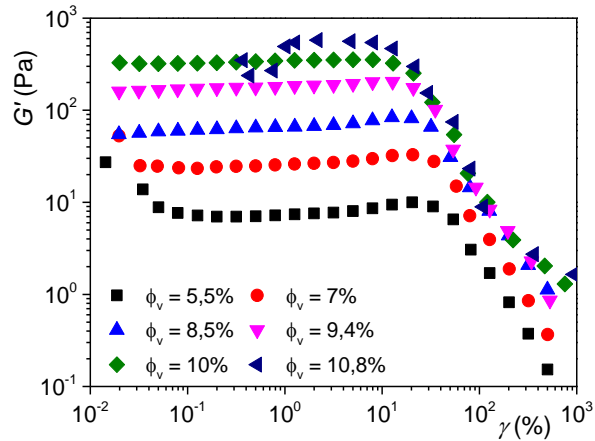 10³
10²
10¹
10⁰
10⁻¹
G' (Pa)
ϕᵥ = 5,5% ϕᵥ = 7%
ϕᵥ = 8,5% ϕᵥ = 9,4%
ϕᵥ = 10% ϕᵥ = 10,8%
10⁻² 10⁻¹ 10⁰ 10¹ 10² 10³
γ (%)